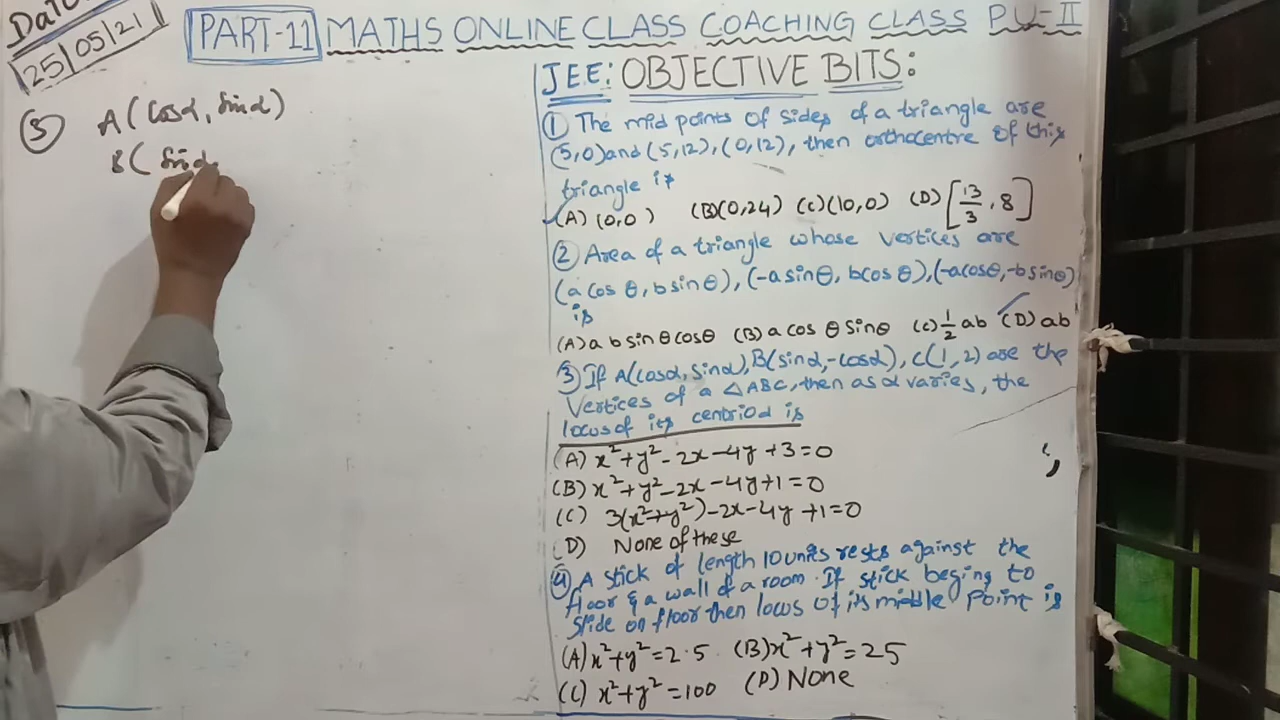 Date
25/05/21
PART-11 MATHS ONLINE CLASS COACHING CLASS P.U-II
③ A(cosα, sinα)
B( sinα
JEE: OBJECTIVE BITS:
① The mid points of sides of a triangle are
(5,0)and(5,12),(0,12), then orthocentre of this
triangle is
(A) (0,0) (B)(0,24) (C)(10,0) (D) [13/3, 8]
② Area of a triangle whose vertices are
(a cos θ, b sin θ), (-a sin θ, b cos θ), (-a cos θ, -b sin θ)
is
(A) a b sin θ cos θ (B) a cos θ sin θ (C) 1/2 ab (D) ab
③ If A(cosα, sinα), B(sinα, -cosα), C(1, 2) are the
Vertices of a △ABC, then as α varies, the
locus of its centriod is
(A) x²+y²-2x-4y+3=0
(B) x²+y²-2x-4y+1=0
(C) 3(x²+y²)-2x-4y+1=0
(D) None of these
④ A stick of length 10units rests against the
floor & a wall of a room. If stick begins to
slide on floor then locus of its middle point is
(A) x²+y²=2.5 (B) x²+y²=25
(C) x²+y²=100 (D) None